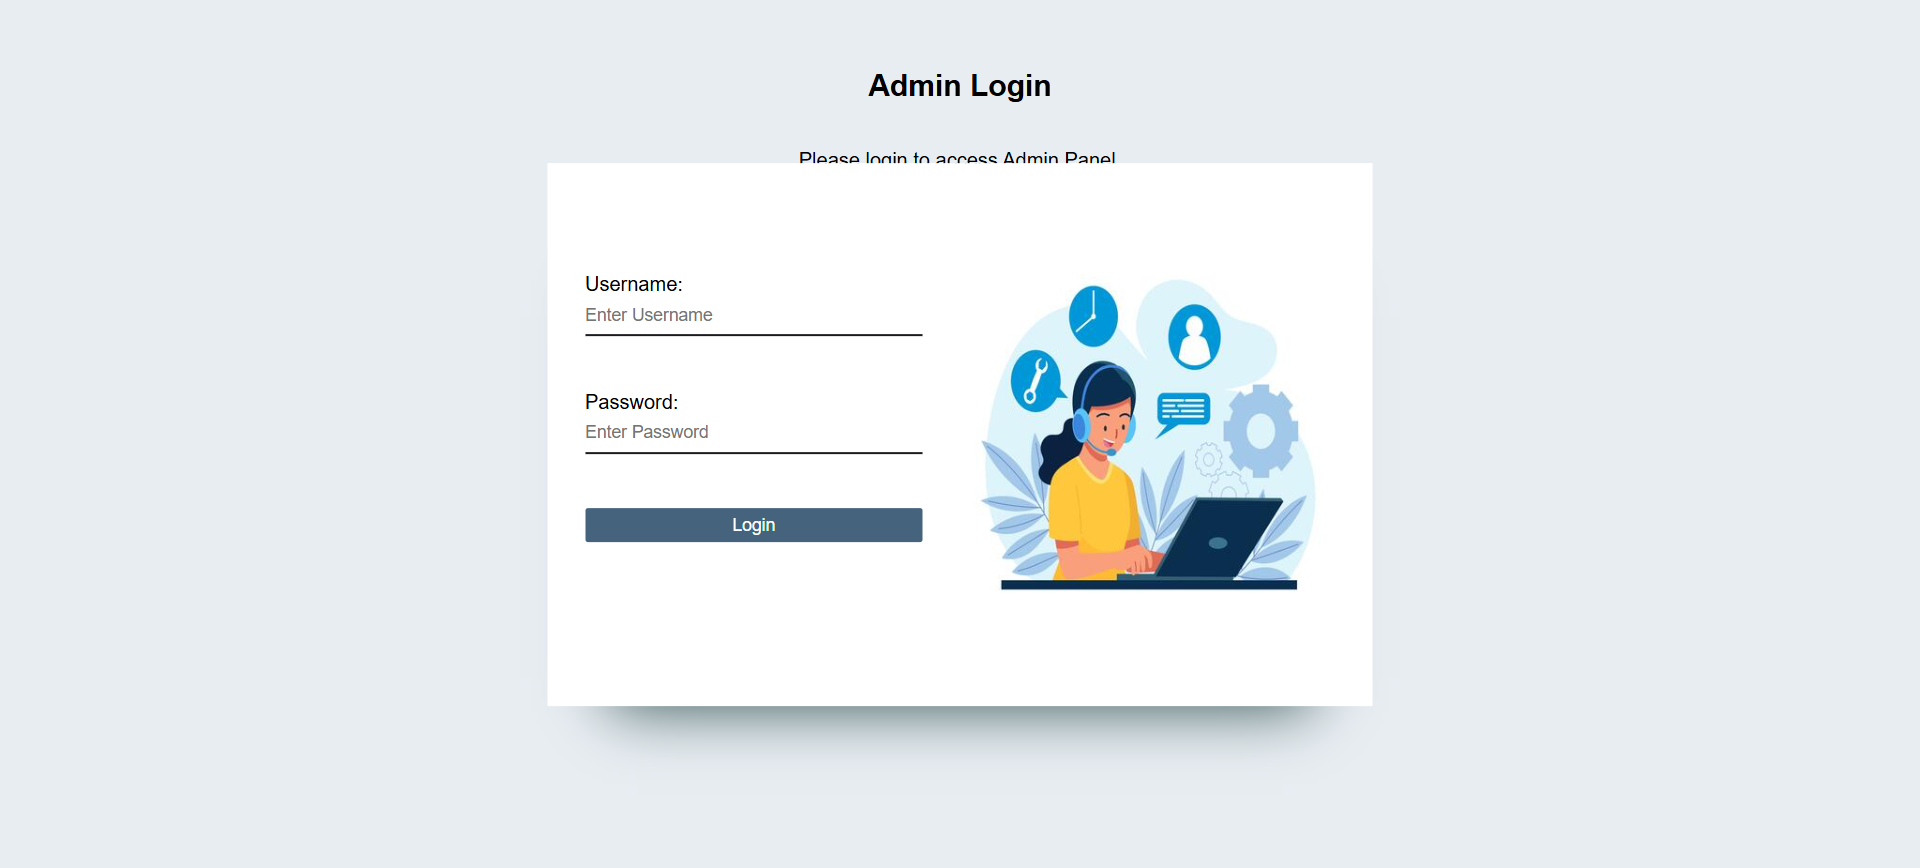 Admin Login
Please login to access Admin Panel
Username:
Enter Username
Password:
Enter Password
Login